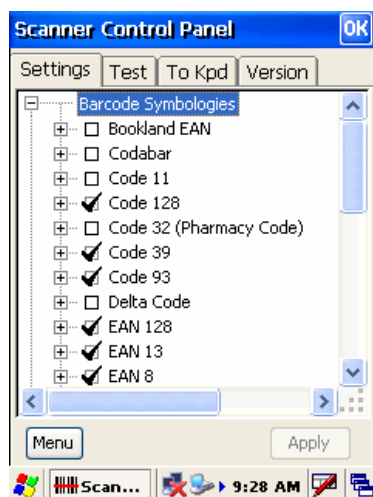 Scanner Control Panel OK
Settings Test To Kpd Version
Barcode Symbologies
Bookland EAN
Codabar
Code 11
Code 128
Code 32 (Pharmacy Code)
Code 39
Code 93
Delta Code
EAN 128
EAN 13
EAN 8
Menu Apply
Scan... 9:28 AM